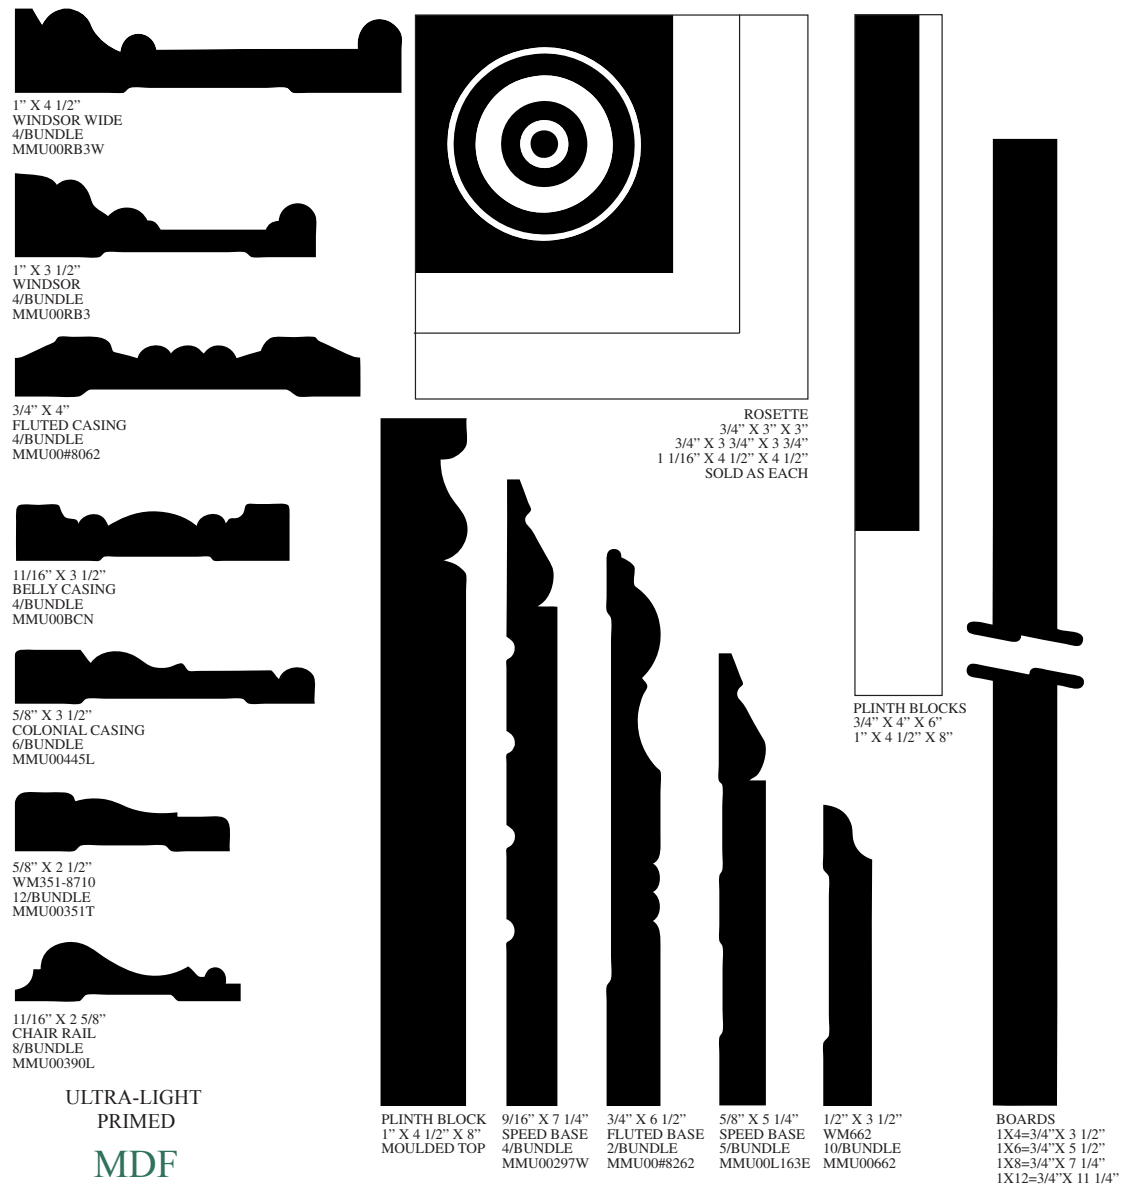 1” X 4 1/2”
WINDSOR WIDE
4/BUNDLE
MMU00RB3W
1” X 3 1/2”
WINDSOR
4/BUNDLE
MMU00RB3
3/4” X 4”
FLUTED CASING
4/BUNDLE
MMU00#8062
11/16” X 3 1/2”
BELLY CASING
4/BUNDLE
MMU00BCN
5/8” X 3 1/2”
COLONIAL CASING
6/BUNDLE
MMU00445L
5/8” X 2 1/2”
WM351-8710
12/BUNDLE
MMU00351T
11/16” X 2 5/8”
CHAIR RAIL
8/BUNDLE
MMU00390L
ULTRA-LIGHT
PRIMED
MDF
ROSETTE
3/4” X 3” X 3”
3/4” X 3 3/4” X 3 3/4”
1 1/16” X 4 1/2” X 4 1/2”
SOLD AS EACH
PLINTH BLOCKS
3/4” X 4” X 6”
1” X 4 1/2” X 8”
PLINTH BLOCK
1” X 4 1/2” X 8”
MOULDED TOP
9/16” X 7 1/4”
SPEED BASE
4/BUNDLE
MMU00297W
3/4” X 6 1/2”
FLUTED BASE
2/BUNDLE
MMU00#8262
5/8” X 5 1/4”
SPEED BASE
5/BUNDLE
MMU00L163E
1/2” X 3 1/2”
WM662
10/BUNDLE
MMU00662
BOARDS
1X4=3/4”X 3 1/2”
1X6=3/4”X 5 1/2”
1X8=3/4”X 7 1/4”
1X12=3/4”X 11 1/4”